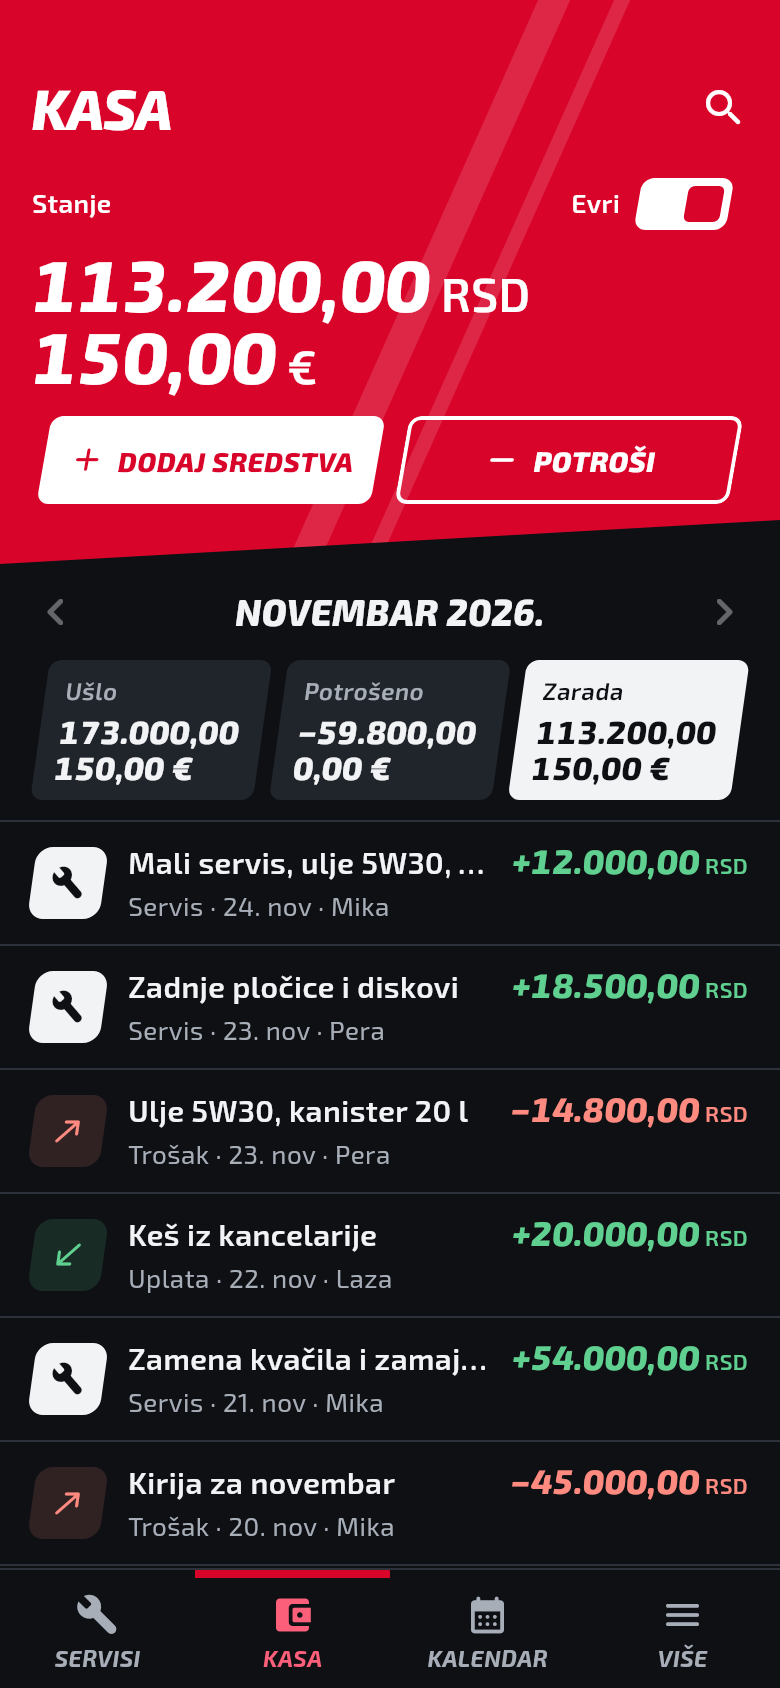 KASA
Stanje
Evri
113.200,00 RSD
150,00 €
+ DODAJ SREDSTVA
− POTROŠI
NOVEMBAR 2026.
Ušlo
173.000,00
150,00 €
Potrošeno
−59.800,00
0,00 €
Zarada
113.200,00
150,00 €
Mali servis, ulje 5W30, ... +12.000,00 RSD
Servis · 24. nov · Mika
Zadnje pločice i diskovi +18.500,00 RSD
Servis · 23. nov · Pera
Ulje 5W30, kanister 20 l −14.800,00 RSD
Trošak · 23. nov · Pera
Keš iz kancelarije +20.000,00 RSD
Uplata · 22. nov · Laza
Zamena kvačila i zamaj... +54.000,00 RSD
Servis · 21. nov · Mika
Kirija za novembar −45.000,00 RSD
Trošak · 20. nov · Mika
SERVISI
KASA
KALENDAR
VIŠE